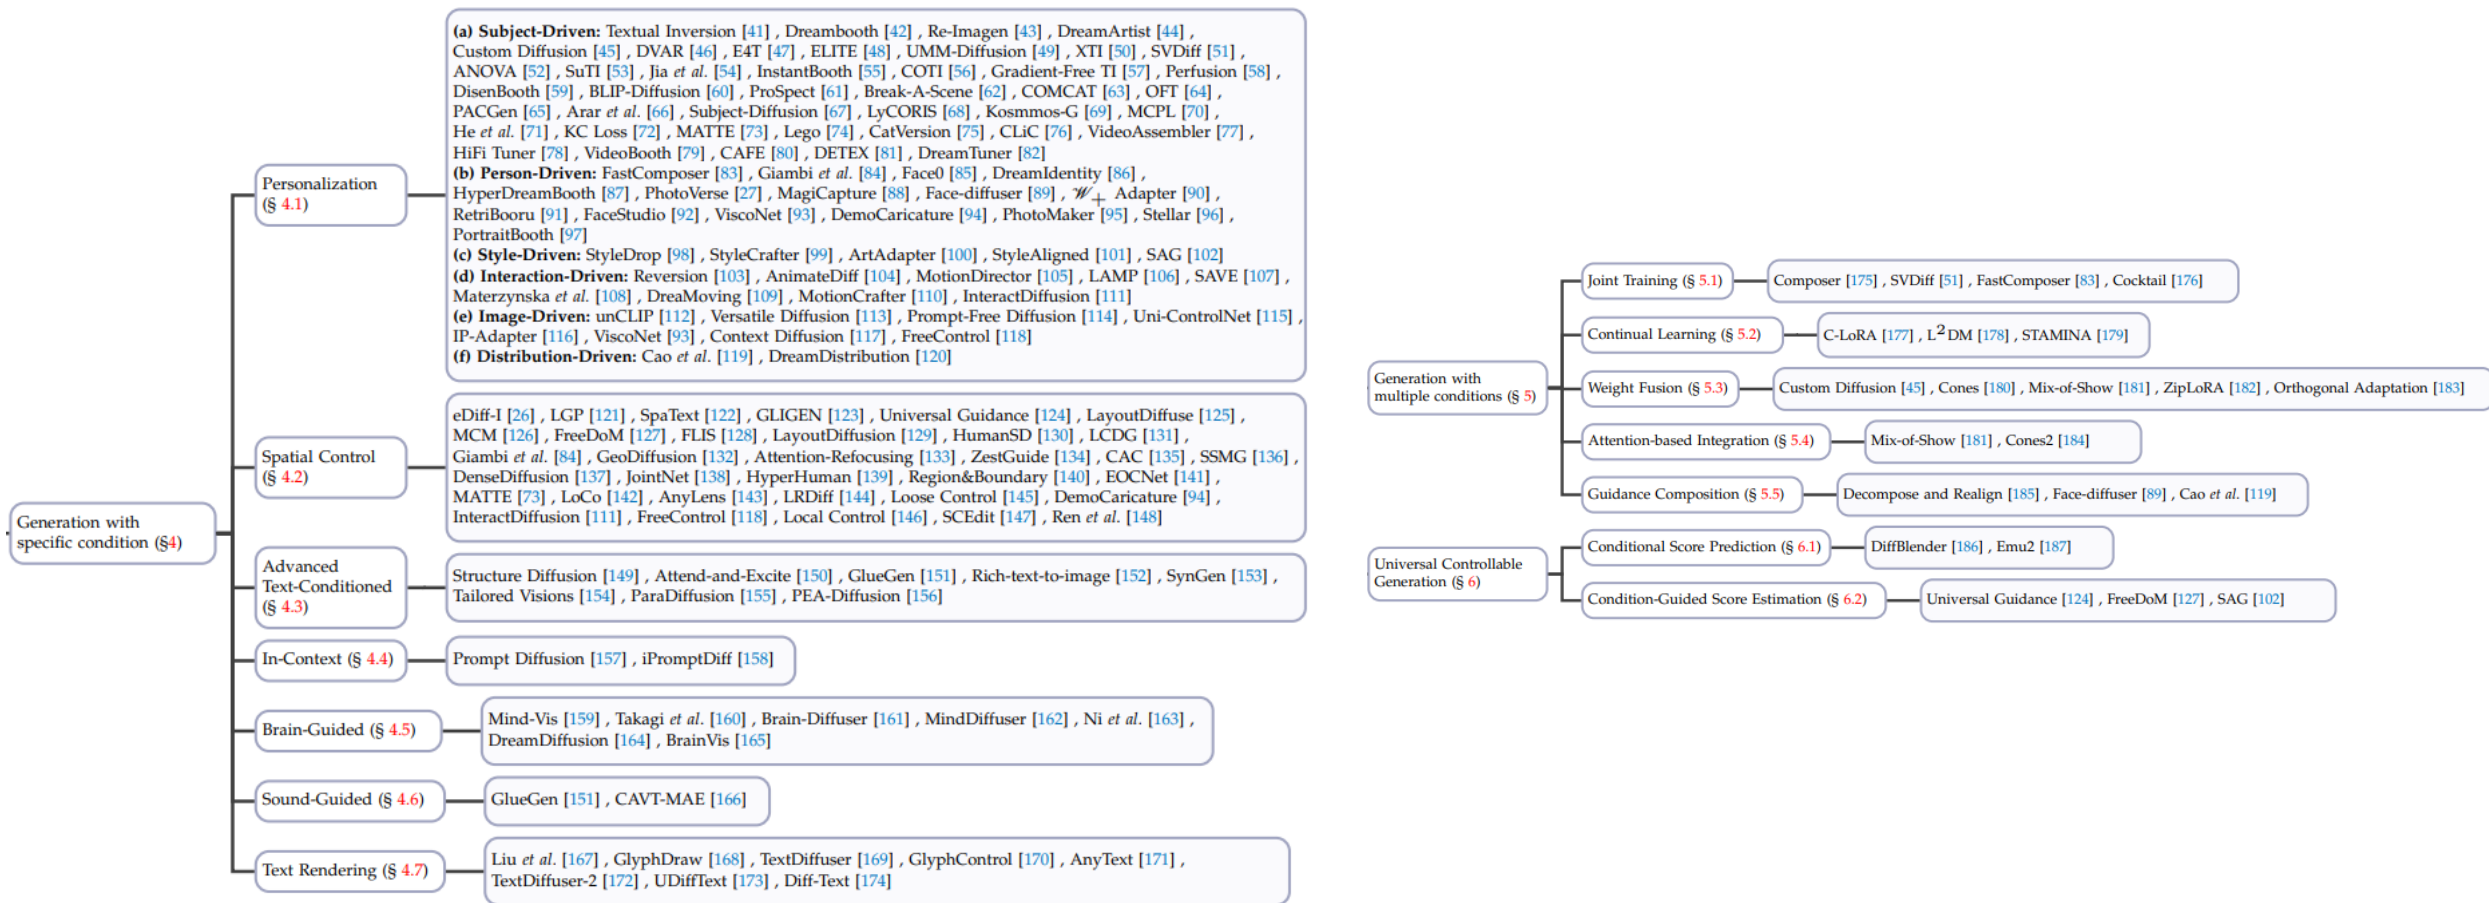 Generation with
specific condition (§4)
Personalization
(§ 4.1)
(a) Subject-Driven: Textual Inversion [41] , Dreambooth [42] , Re-Imagen [43] , DreamArtist [44] ,
Custom Diffusion [45] , DVAR [46] , E4T [47] , ELITE [48] , UMM-Diffusion [49] , XTI [50] , SVDiff [51] ,
ANOVA [52] , SuTI [53] , Jia et al. [54] , InstantBooth [55] , COTI [56] , Gradient-Free TI [57] , Perfusion [58] ,
DisenBooth [59] , BLIP-Diffusion [60] , ProSpect [61] , Break-A-Scene [62] , COMCAT [63] , OFT [64] ,
PACGen [65] , Arar et al. [66] , Subject-Diffusion [67] , LyCORIS [68] , Kosmmos-G [69] , MCPL [70] ,
He et al. [71] , KC Loss [72] , MATTE [73] , Lego [74] , CatVersion [75] , CLiC [76] , VideoAssembler [77] ,
HiFi Tuner [78] , VideoBooth [79] , CAFE [80] , DETEX [81] , DreamTuner [82]
(b) Person-Driven: FastComposer [83] , Giambi et al. [84] , Face0 [85] , DreamIdentity [86] ,
HyperDreamBooth [87] , PhotoVerse [27] , MagiCapture [88] , Face-diffuser [89] , 𝒲+ Adapter [90] ,
RetriBooru [91] , FaceStudio [92] , ViscoNet [93] , DemoCaricature [94] , PhotoMaker [95] , Stellar [96] ,
PortraitBooth [97]
(c) Style-Driven: StyleDrop [98] , StyleCrafter [99] , ArtAdapter [100] , StyleAligned [101] , SAG [102]
(d) Interaction-Driven: Reversion [103] , AnimateDiff [104] , MotionDirector [105] , LAMP [106] , SAVE [107] ,
Materzynska et al. [108] , DreaMoving [109] , MotionCrafter [110] , InteractDiffusion [111]
(e) Image-Driven: unCLIP [112] , Versatile Diffusion [113] , Prompt-Free Diffusion [114] , Uni-ControlNet [115] ,
IP-Adapter [116] , ViscoNet [93] , Context Diffusion [117] , FreeControl [118]
(f) Distribution-Driven: Cao et al. [119] , DreamDistribution [120]
Spatial Control
(§ 4.2)
eDiff-I [26] , LGP [121] , SpaText [122] , GLIGEN [123] , Universal Guidance [124] , LayoutDiffuse [125] ,
MCM [126] , FreeDoM [127] , FLIS [128] , LayoutDiffusion [129] , HumanSD [130] , LCDG [131] ,
Giambi et al. [84] , GeoDiffusion [132] , Attention-Refocusing [133] , ZestGuide [134] , CAC [135] , SSMG [136] ,
DenseDiffusion [137] , JointNet [138] , HyperHuman [139] , Region&Boundary [140] , EOCNet [141] ,
MATTE [73] , LoCo [142] , AnyLens [143] , LRDiff [144] , Loose Control [145] , DemoCaricature [94] ,
InteractDiffusion [111] , FreeControl [118] , Local Control [146] , SCEdit [147] , Ren et al. [148]
Advanced
Text-Conditioned
(§ 4.3)
Structure Diffusion [149] , Attend-and-Excite [150] , GlueGen [151] , Rich-text-to-image [152] , SynGen [153] ,
Tailored Visions [154] , ParaDiffusion [155] , PEA-Diffusion [156]
In-Context (§ 4.4)
Prompt Diffusion [157] , iPromptDiff [158]
Brain-Guided (§ 4.5)
Mind-Vis [159] , Takagi et al. [160] , Brain-Diffuser [161] , MindDiffuser [162] , Ni et al. [163] ,
DreamDiffusion [164] , BrainVis [165]
Sound-Guided (§ 4.6)
GlueGen [151] , CAVT-MAE [166]
Text Rendering (§ 4.7)
Liu et al. [167] , GlyphDraw [168] , TextDiffuser [169] , GlyphControl [170] , AnyText [171] ,
TextDiffuser-2 [172] , UDiffText [173] , Diff-Text [174]
Generation with
multiple conditions (§ 5)
Joint Training (§ 5.1)
Composer [175] , SVDiff [51] , FastComposer [83] , Cocktail [176]
Continual Learning (§ 5.2)
C-LoRA [177] , L² DM [178] , STAMINA [179]
Weight Fusion (§ 5.3)
Custom Diffusion [45] , Cones [180] , Mix-of-Show [181] , ZipLoRA [182] , Orthogonal Adaptation [183]
Attention-based Integration (§ 5.4)
Mix-of-Show [181] , Cones2 [184]
Guidance Composition (§ 5.5)
Decompose and Realign [185] , Face-diffuser [89] , Cao et al. [119]
Universal Controllable
Generation (§ 6)
Conditional Score Prediction (§ 6.1)
DiffBlender [186] , Emu2 [187]
Condition-Guided Score Estimation (§ 6.2)
Universal Guidance [124] , FreeDoM [127] , SAG [102]